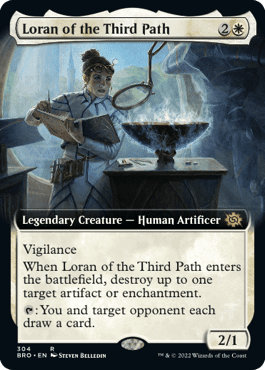 Loran of the Third Path 2
Legendary Creature — Human Artificer
Vigilance
When Loran of the Third Path enters
the battlefield, destroy up to one
target artifact or enchantment.
: You and target opponent each
draw a card.
2/1
304 R
BRO • EN Steven Belledin
™ & © 2022 Wizards of the Coast